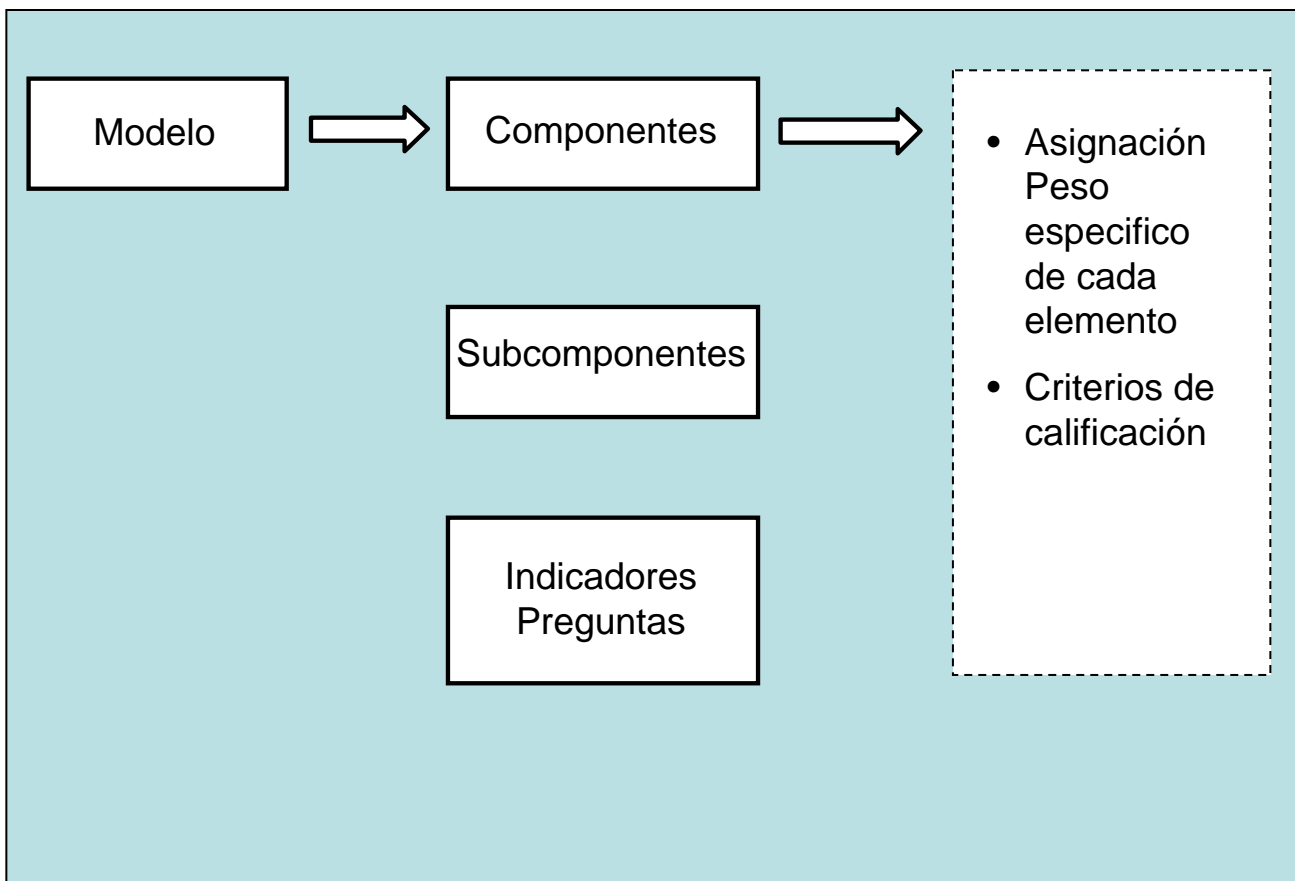 Modelo
Componentes
• Asignación
Peso
especifico
de cada
elemento
• Criterios de
calificación
Subcomponentes
Indicadores
Preguntas